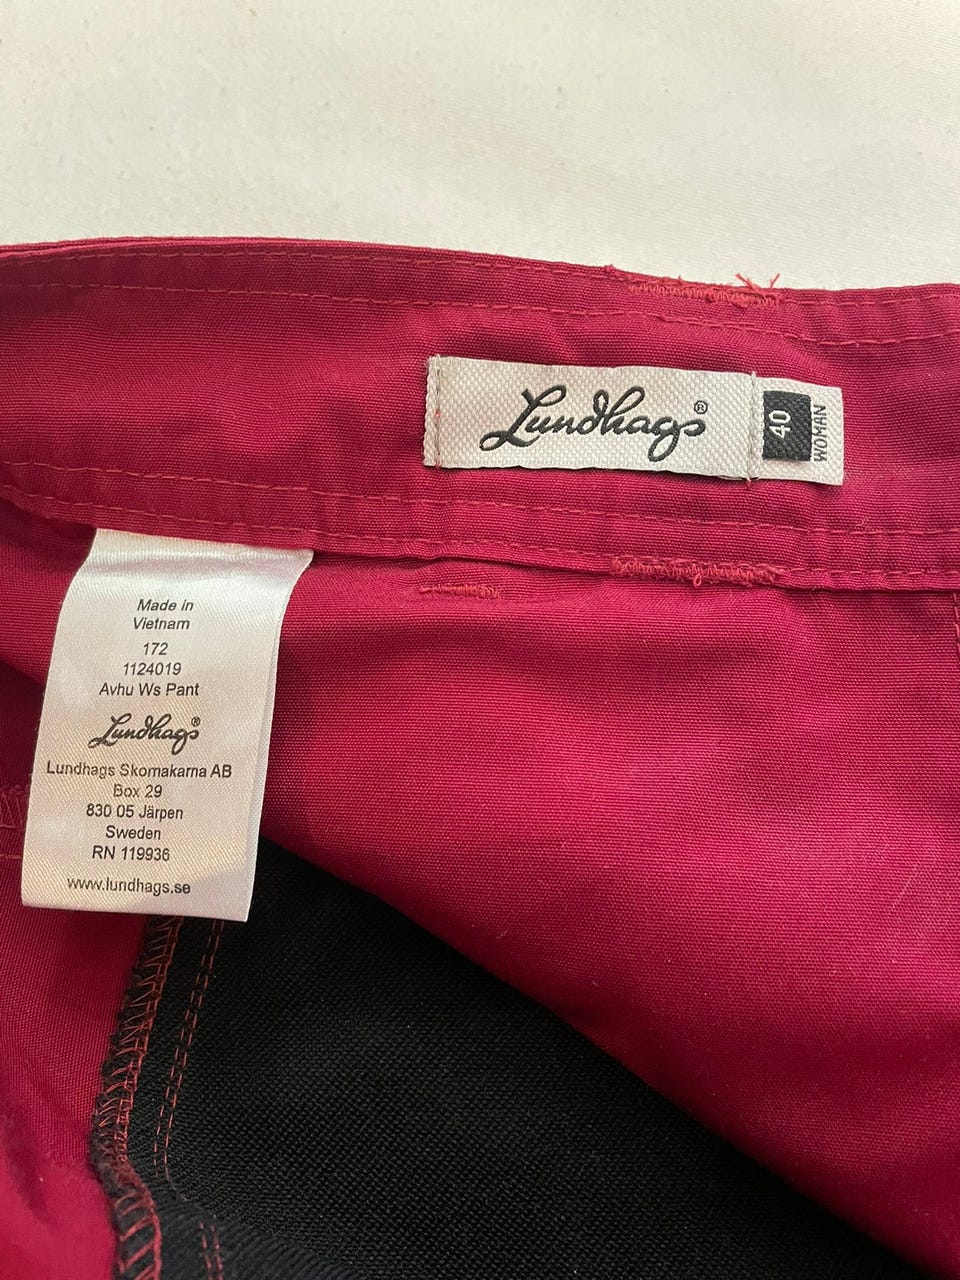 Lundhags®
40
WOMAN
Made in
Vietnam
172
1124019
Avhu Ws Pant
Lundhags®
Lundhags Skomakarna AB
Box 29
830 05 Järpen
Sweden
RN 119936
www.lundhags.se